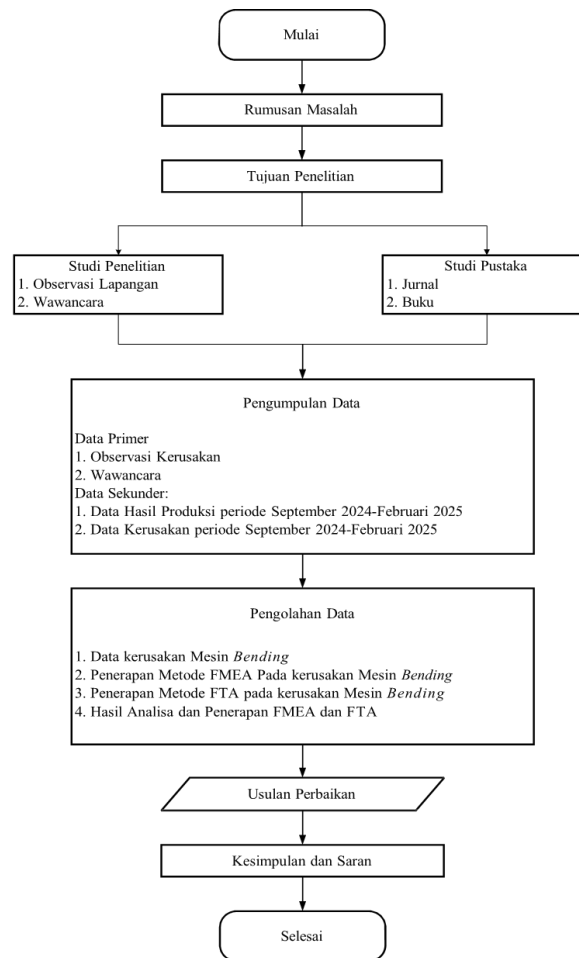 Mulai
Rumusan Masalah
Tujuan Penelitian
Studi Penelitian
1. Observasi Lapangan
2. Wawancara
Studi Pustaka
1. Jurnal
2. Buku
Pengumpulan Data
Data Primer
1. Observasi Kerusakan
2. Wawancara
Data Sekunder:
1. Data Hasil Produksi periode September 2024-Februari 2025
2. Data Kerusakan periode September 2024-Februari 2025
Pengolahan Data
1. Data kerusakan Mesin Bending
2. Penerapan Metode FMEA Pada kerusakan Mesin Bending
3. Penerapan Metode FTA pada kerusakan Mesin Bending
4. Hasil Analisa dan Penerapan FMEA dan FTA
Usulan Perbaikan
Kesimpulan dan Saran
Selesai